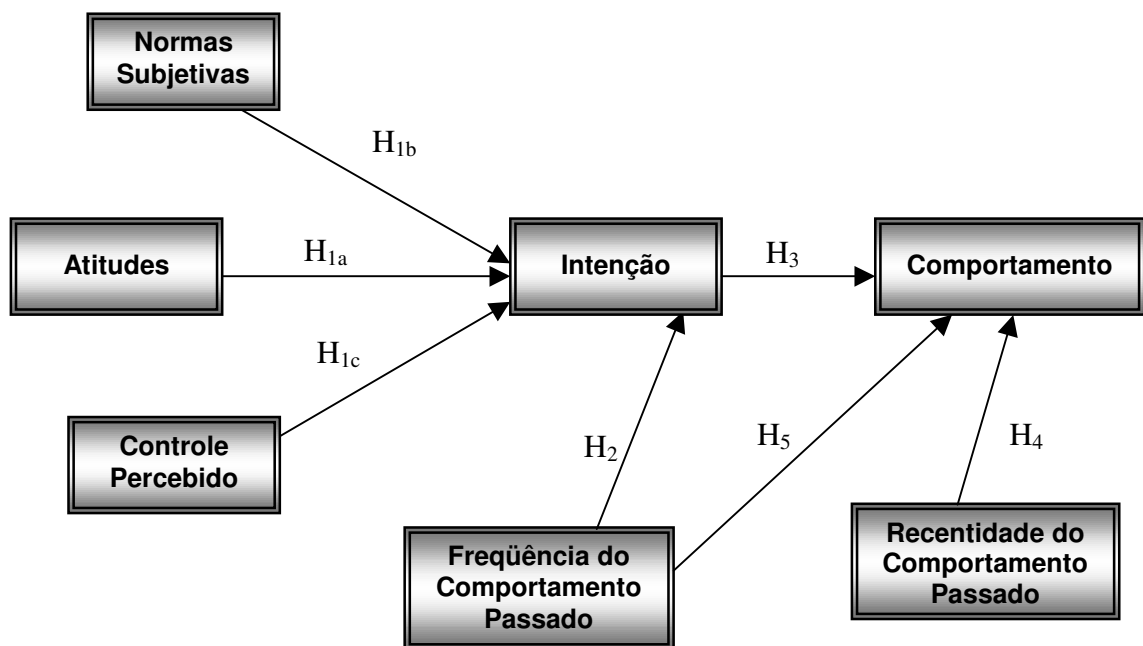 Normas
Subjetivas
H1b
Atitudes
H1a
Intenção
H3
Comportamento
H1c
Controle
Percebido
H2
H5
H4
Freqüência do
Comportamento
Passado
Recentidade do
Comportamento
Passado